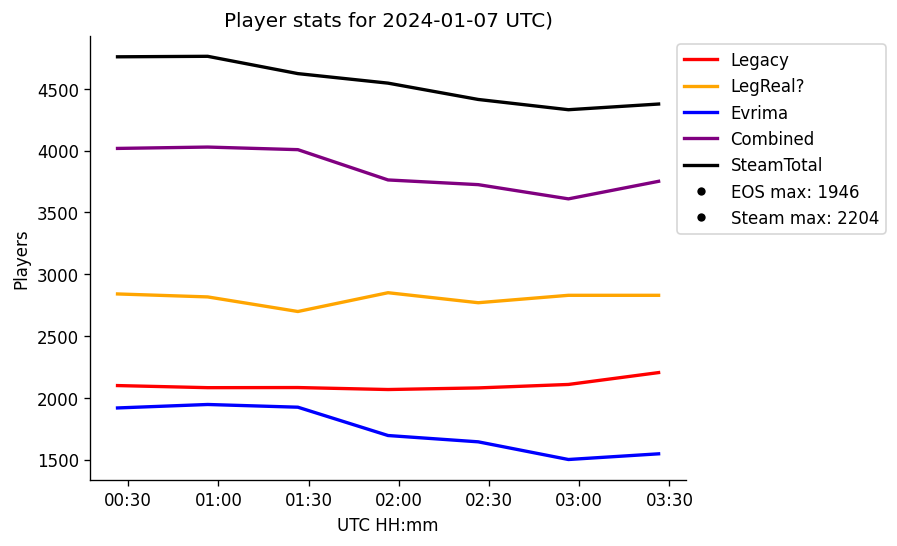 Player stats for 2024-01-07 UTC)
Legacy
LegReal?
Evrima
Combined
SteamTotal
EOS max: 1946
Steam max: 2204
4500
4000
3500
3000
2500
2000
1500
Players
00:30 01:00 01:30 02:00 02:30 03:00 03:30
UTC HH:mm